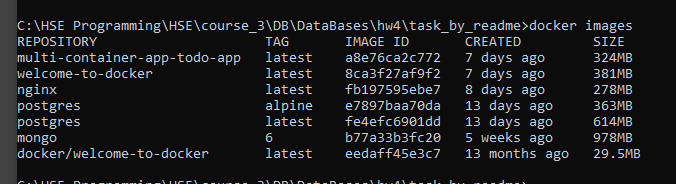 C:\HSE Programming\HSE\course_3\DB\DataBases\hw4\task_by_readme>docker images
REPOSITORY TAG IMAGE ID CREATED SIZE
multi-container-app-todo-app latest a8e76ca2c772 7 days ago 324MB
welcome-to-docker latest 8ca3f27af9f2 7 days ago 381MB
nginx latest fb197595ebe7 8 days ago 278MB
postgres alpine e7897baa70da 13 days ago 363MB
postgres latest fe4efc6901dd 13 days ago 614MB
mongo 6 b77a33b3fc20 5 weeks ago 978MB
docker/welcome-to-docker latest eedaff45e3c7 13 months ago 29.5MB
C:\HSE Programming\HSE\course_3\DB\DataBases\hw4\task_by_readme>